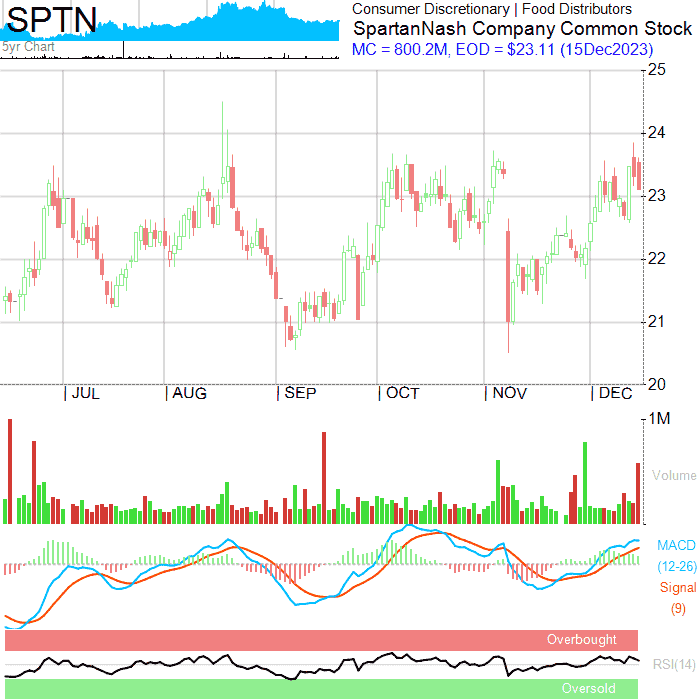 SPTN
Consumer Discretionary | Food Distributors
SpartanNash Company Common Stock
5yr Chart
MC = 800.2M, EOD = $23.11 (15Dec2023)
25
24
23
22
21
20
| JUL | AUG | SEP | OCT | NOV | DEC
1M
Volume
MACD
(12-26)
Signal
(9)
Overbought
RSI(14)
Oversold